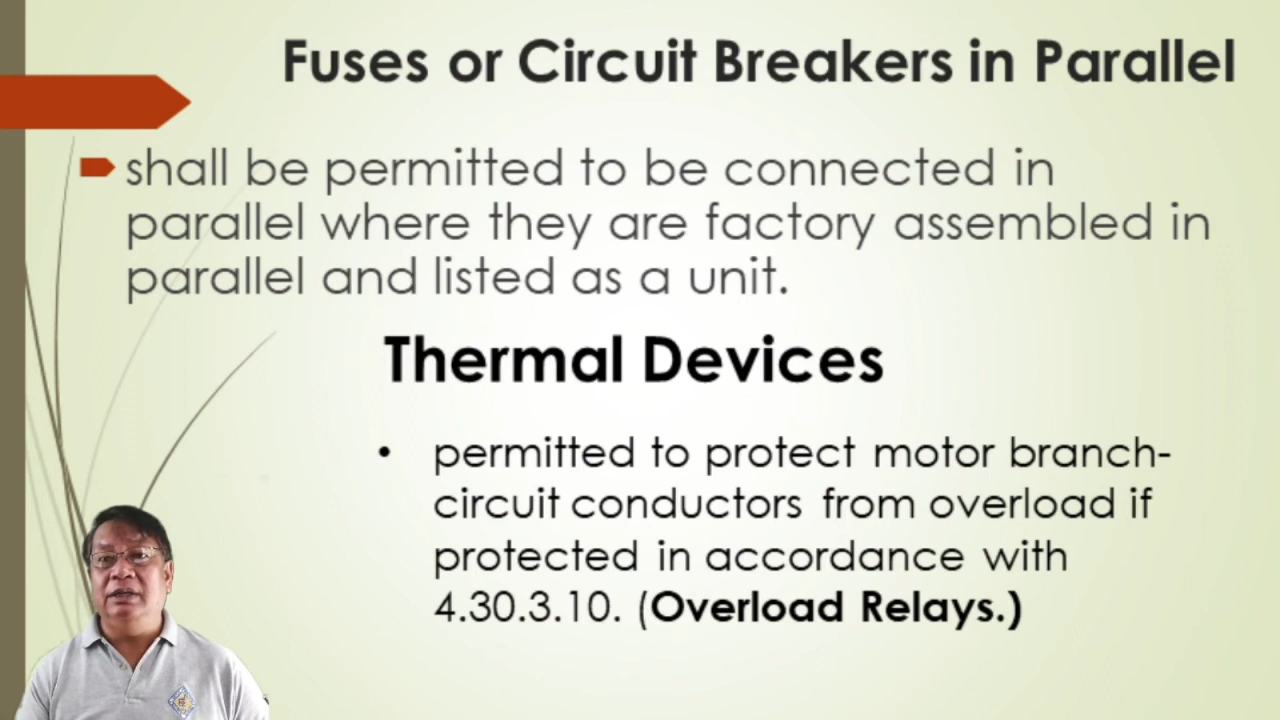 Fuses or Circuit Breakers in Parallel
shall be permitted to be connected in
parallel where they are factory assembled in
parallel and listed as a unit.
Thermal Devices
• permitted to protect motor branch-
circuit conductors from overload if
protected in accordance with
4.30.3.10. (Overload Relays.)